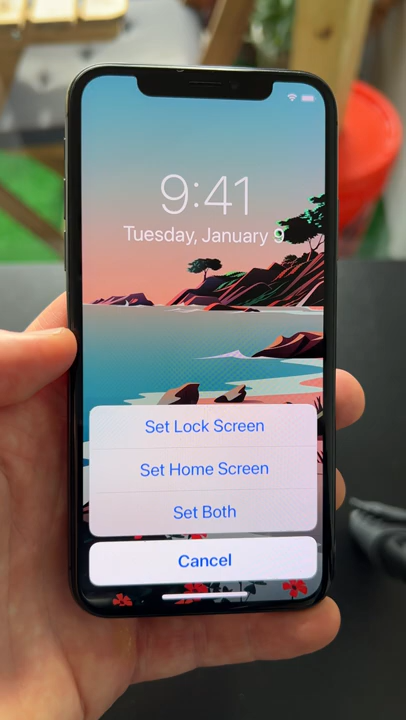 9:41
Tuesday, January 9
Set Lock Screen
Set Home Screen
Set Both
Cancel